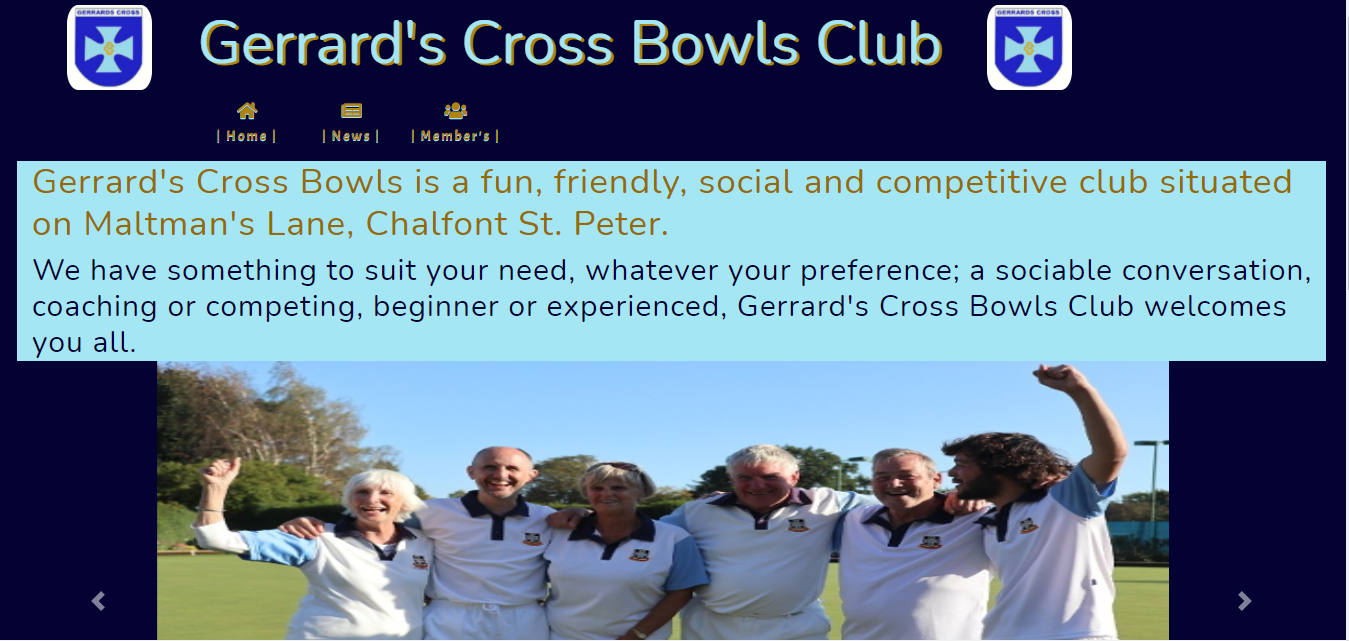 GERRARDS CROSS
Gerrard's Cross Bowls Club
GERRARDS CROSS
| Home | | News | | Member's |
Gerrard's Cross Bowls is a fun, friendly, social and competitive club situated
on Maltman's Lane, Chalfont St. Peter.
We have something to suit your need, whatever your preference; a sociable conversation,
coaching or competing, beginner or experienced, Gerrard's Cross Bowls Club welcomes
you all.